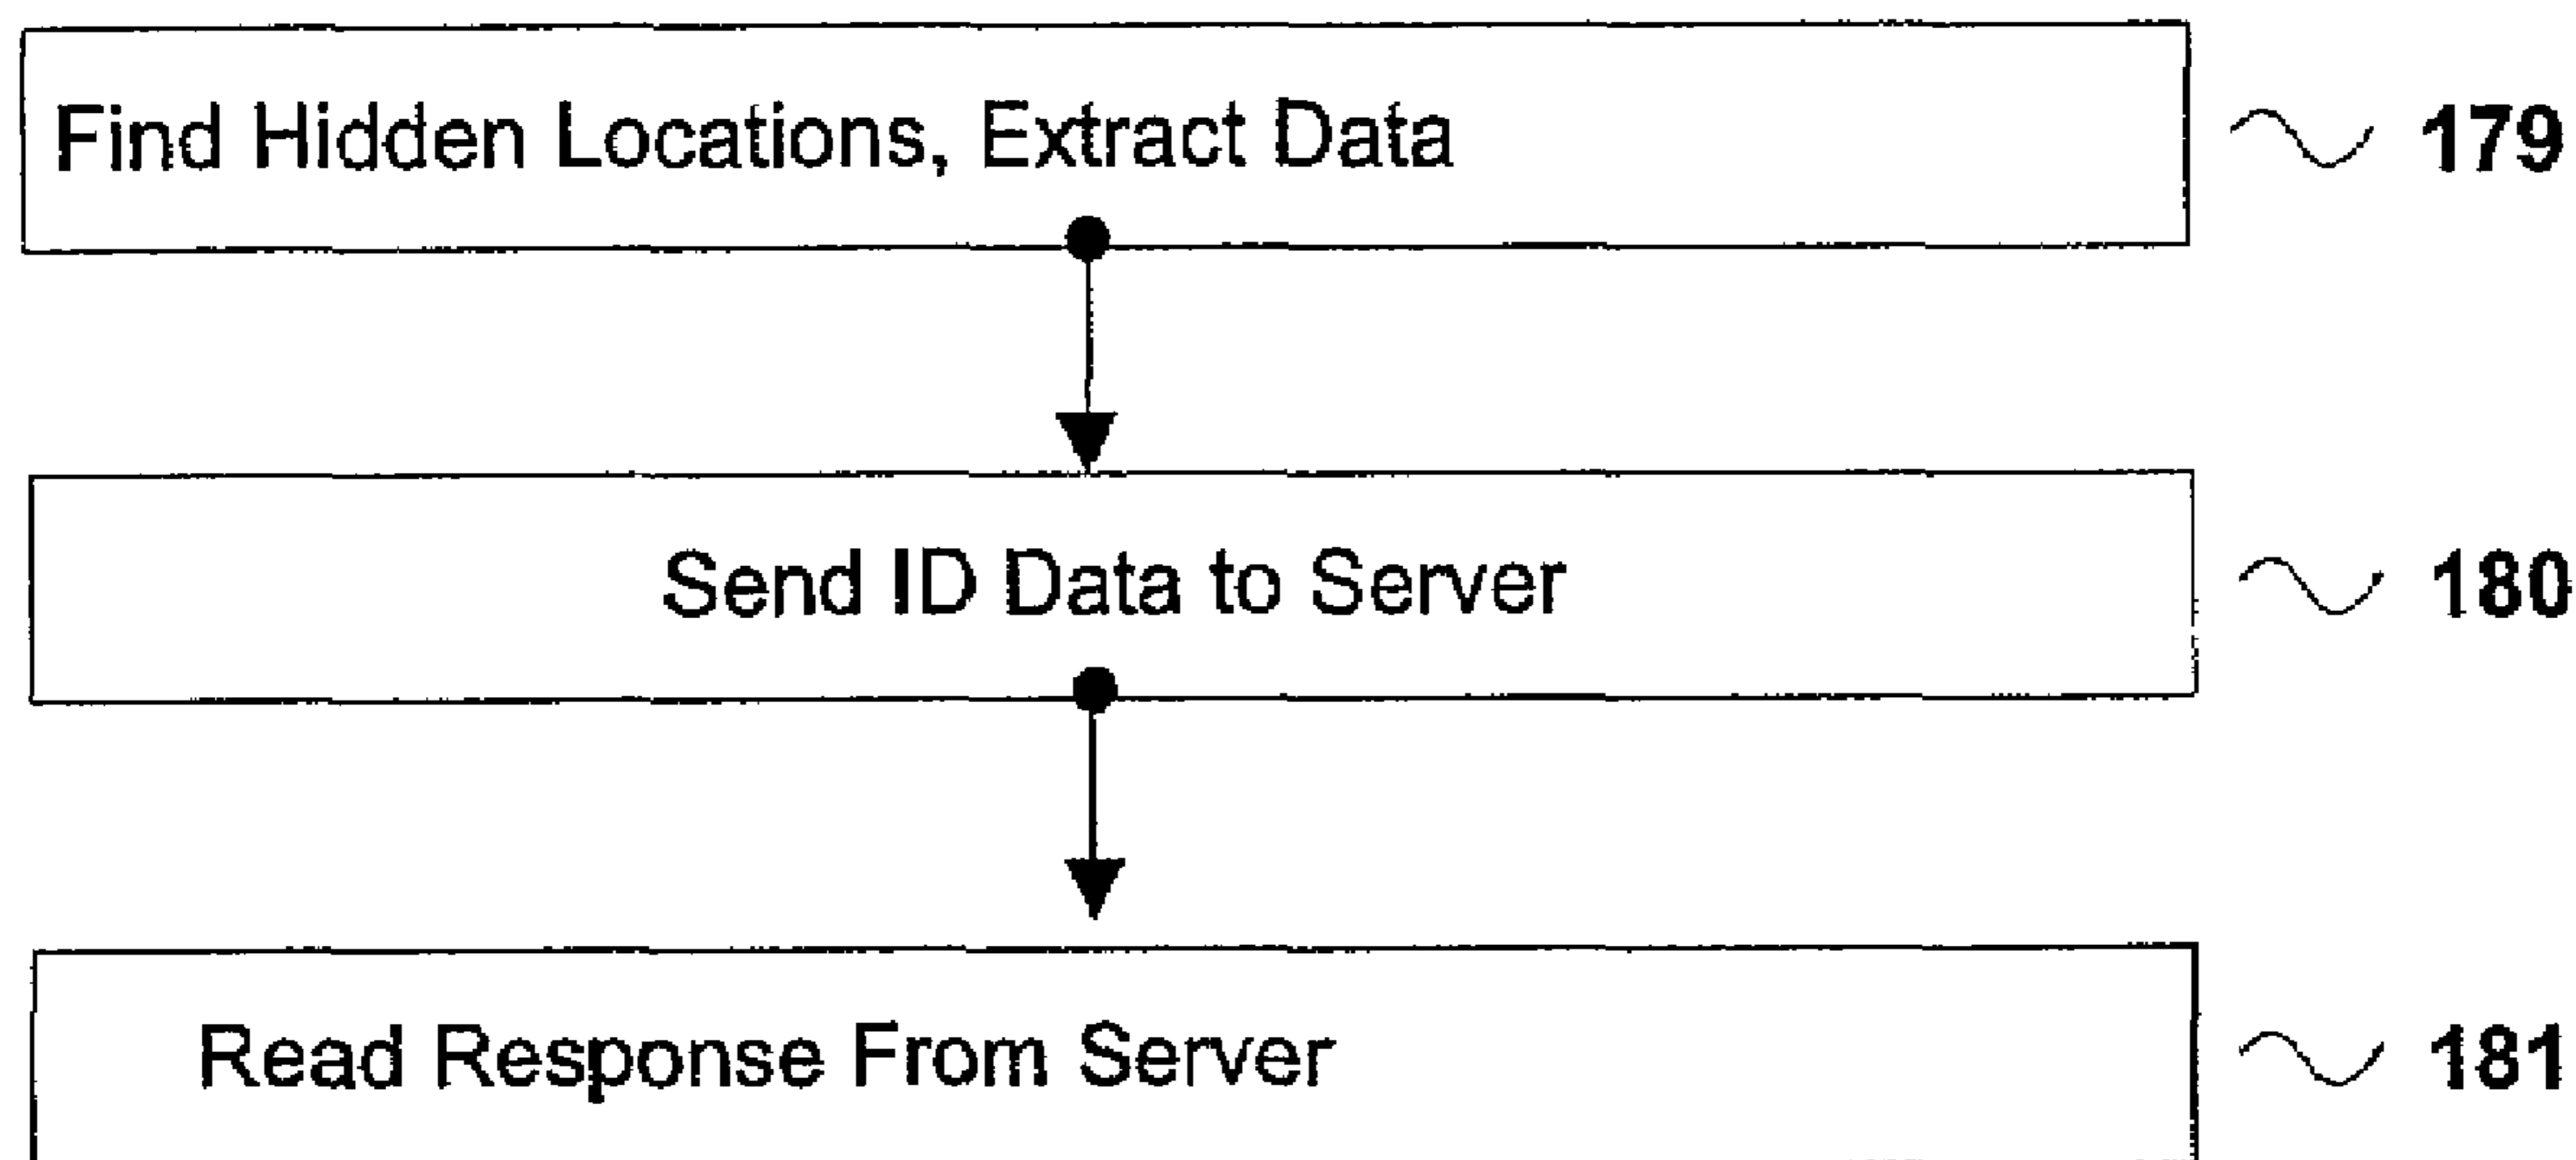 Find Hidden Locations, Extract Data 179
Send ID Data to Server 180
Read Response From Server 181